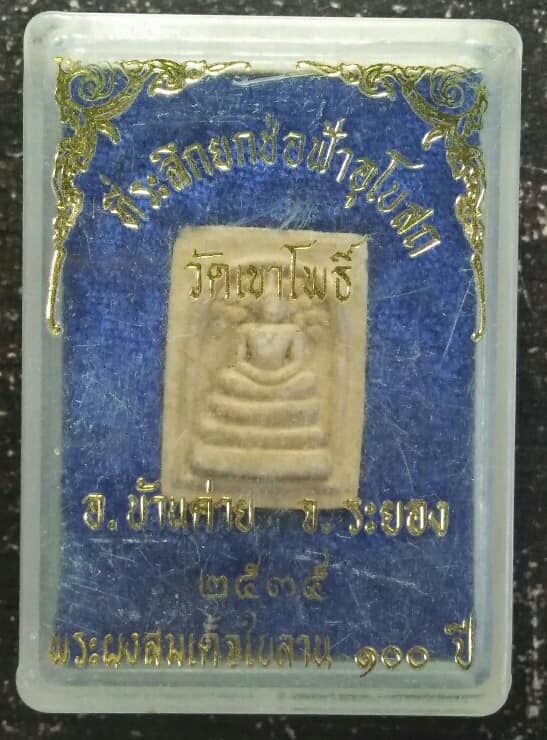 ที่ระลึกยกช่อฟ้าอุโบสถ
วัดเขาโพธิ์
อ.บ้านค่าย จ.ระยอง
๒๕๓๕
พระผงสมเด็จใบลาน ๑๐๐ ปี